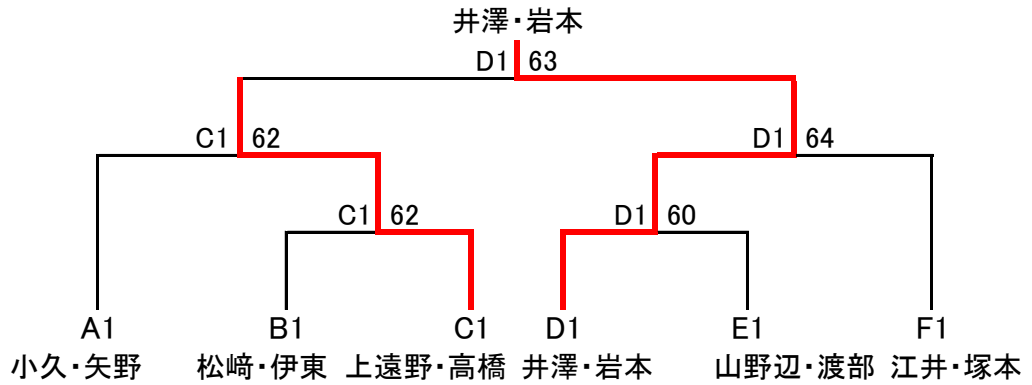 井澤・岩本
D1 63
C1 62 D1 64
C1 62 D1 60
A1 B1 C1 D1 E1 F1
小久・矢野 松﨑・伊東 上遠野・高橋 井澤・岩本 山野辺・渡部 江井・塚本